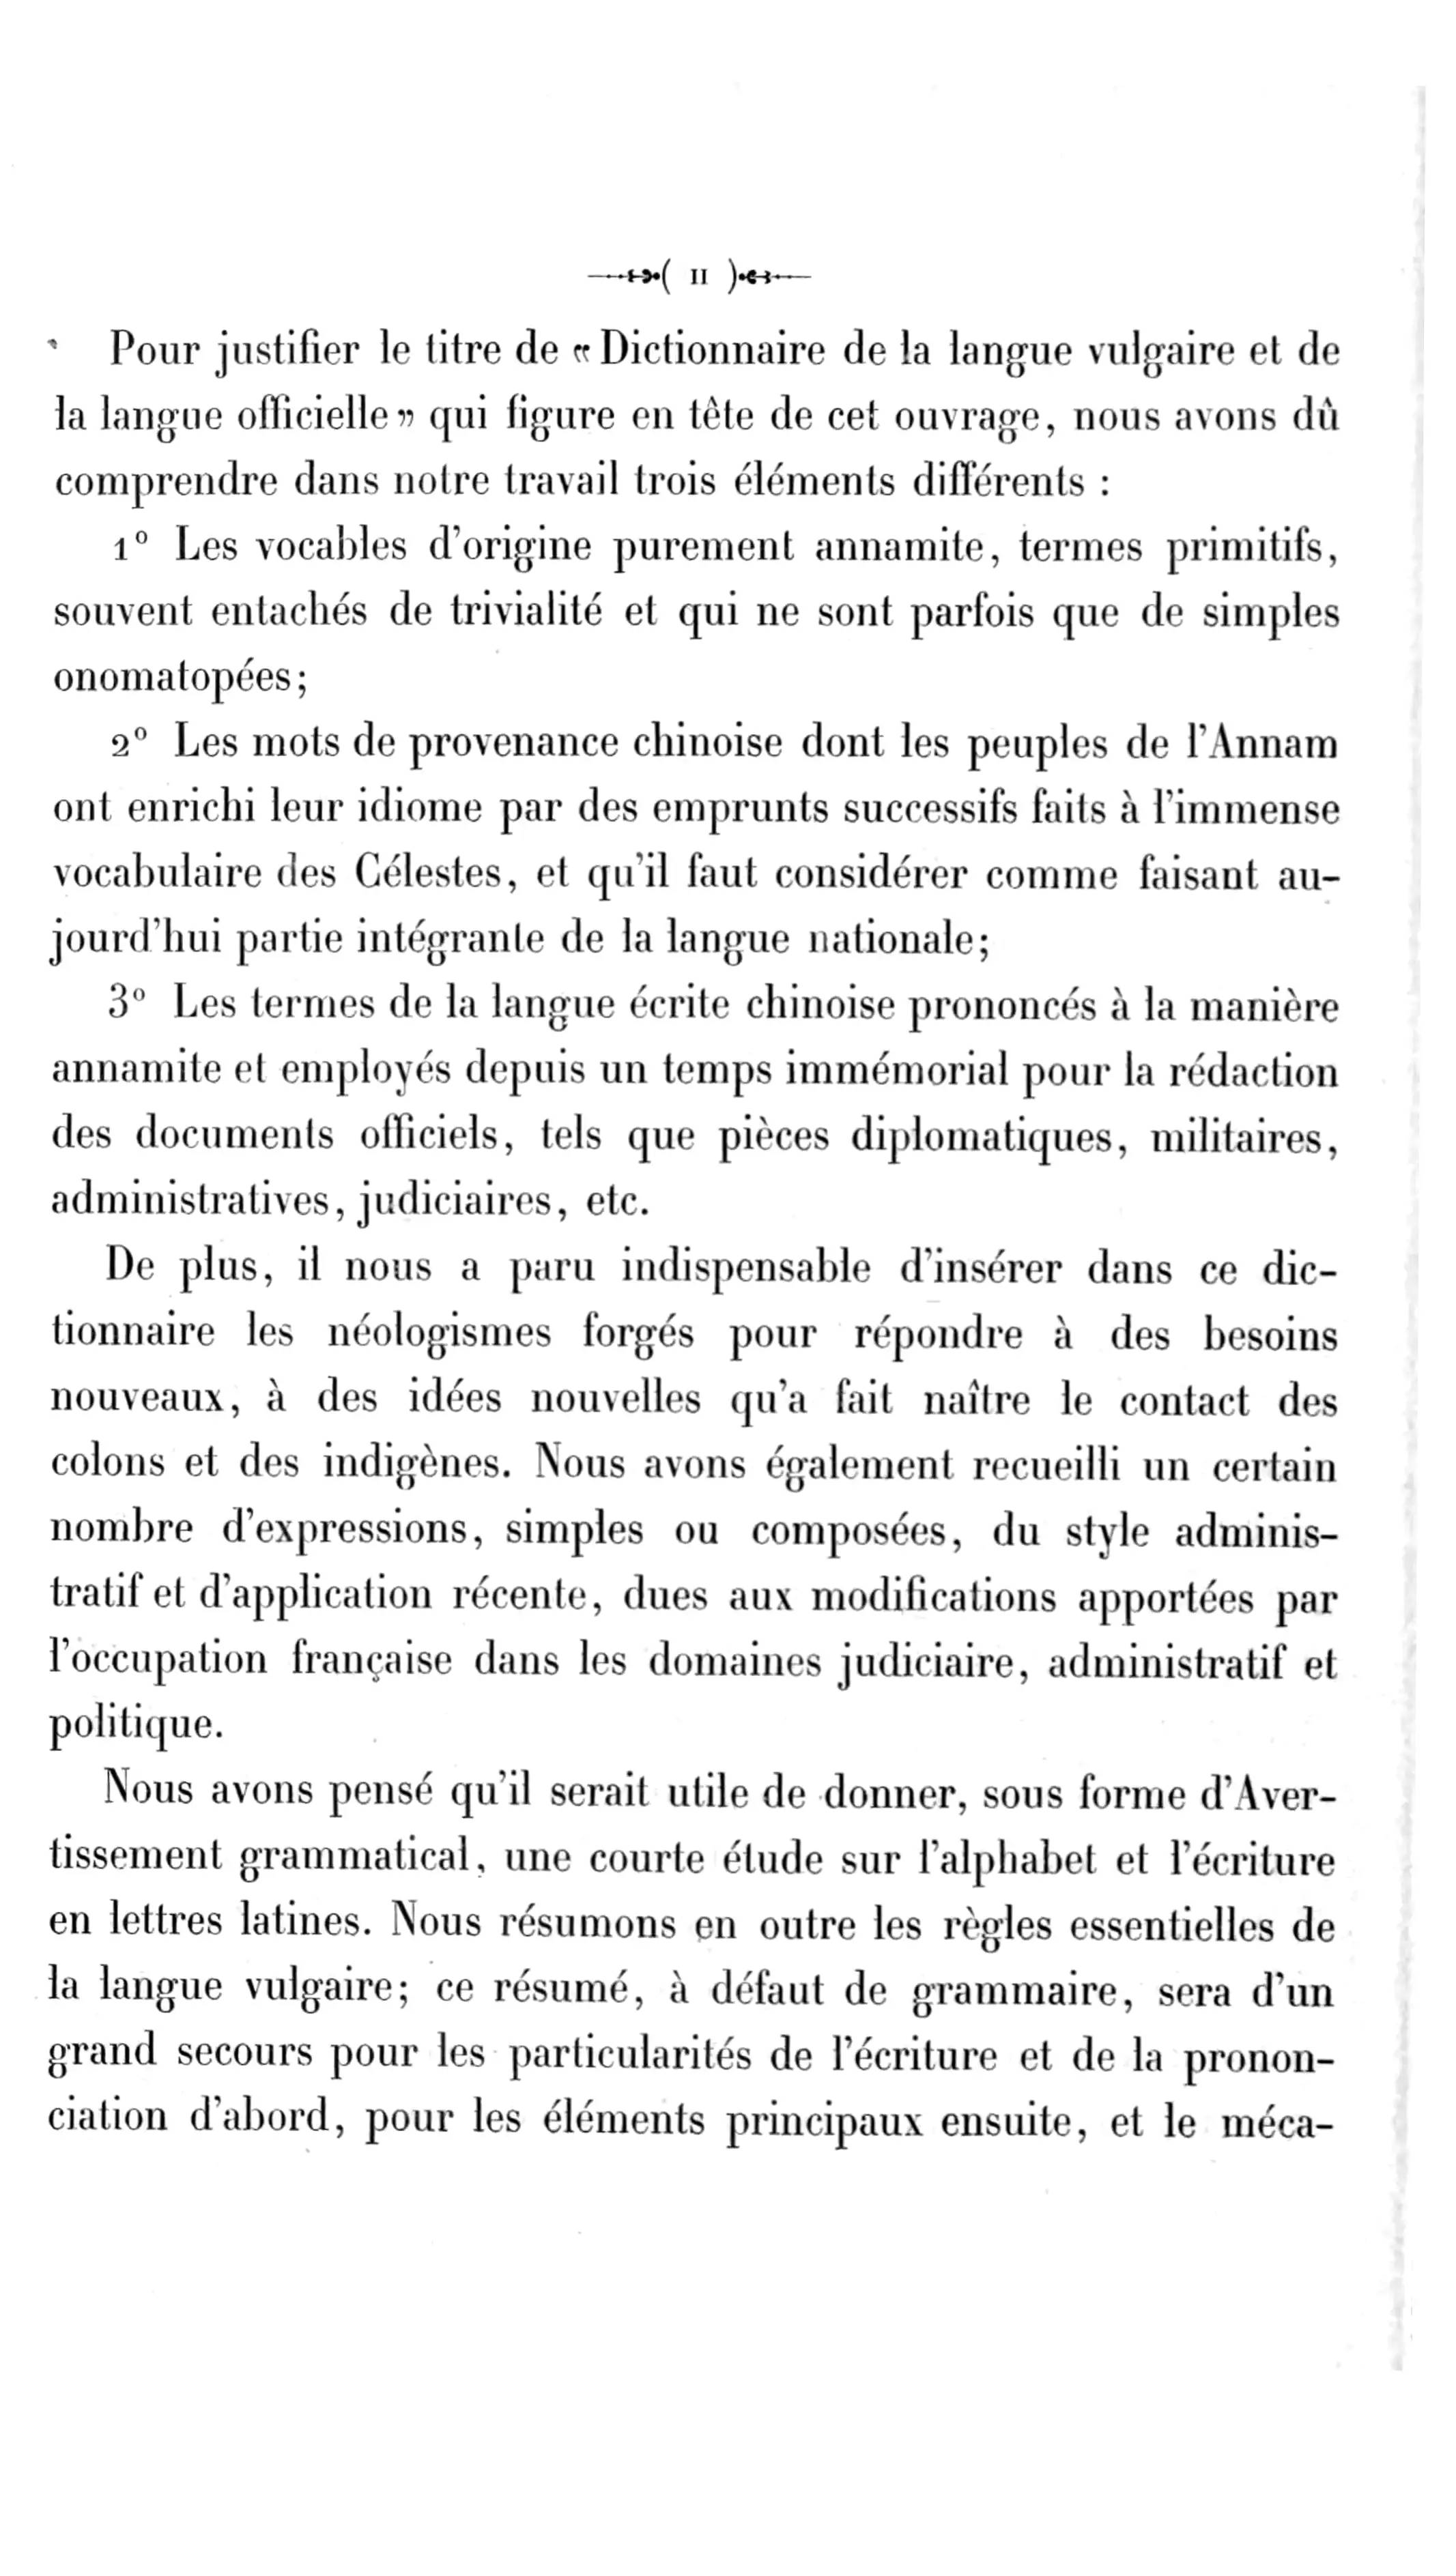 ( II )
Pour justifier le titre de « Dictionnaire de la langue vulgaire et de
la langue officielle » qui figure en tête de cet ouvrage, nous avons dû
comprendre dans notre travail trois éléments différents :
1° Les vocables d'origine purement annamite, termes primitifs,
souvent entachés de trivialité et qui ne sont parfois que de simples
onomatopées;
2° Les mots de provenance chinoise dont les peuples de l'Annam
ont enrichi leur idiome par des emprunts successifs faits à l'immense
vocabulaire des Célestes, et qu'il faut considérer comme faisant au-
jourd'hui partie intégrante de la langue nationale;
3° Les termes de la langue écrite chinoise prononcés à la manière
annamite et employés depuis un temps immémorial pour la rédaction
des documents officiels, tels que pièces diplomatiques, militaires,
administratives, judiciaires, etc.
De plus, il nous a paru indispensable d'insérer dans ce dic-
tionnaire les néologismes forgés pour répondre à des besoins
nouveaux, à des idées nouvelles qu'a fait naître le contact des
colons et des indigènes. Nous avons également recueilli un certain
nombre d'expressions, simples ou composées, du style adminis-
tratif et d'application récente, dues aux modifications apportées par
l'occupation française dans les domaines judiciaire, administratif et
politique.
Nous avons pensé qu'il serait utile de donner, sous forme d'Aver-
tissement grammatical, une courte étude sur l'alphabet et l'écriture
en lettres latines. Nous résumons en outre les règles essentielles de
la langue vulgaire; ce résumé, à défaut de grammaire, sera d'un
grand secours pour les particularités de l'écriture et de la pronon-
ciation d'abord, pour les éléments principaux ensuite, et le méca-